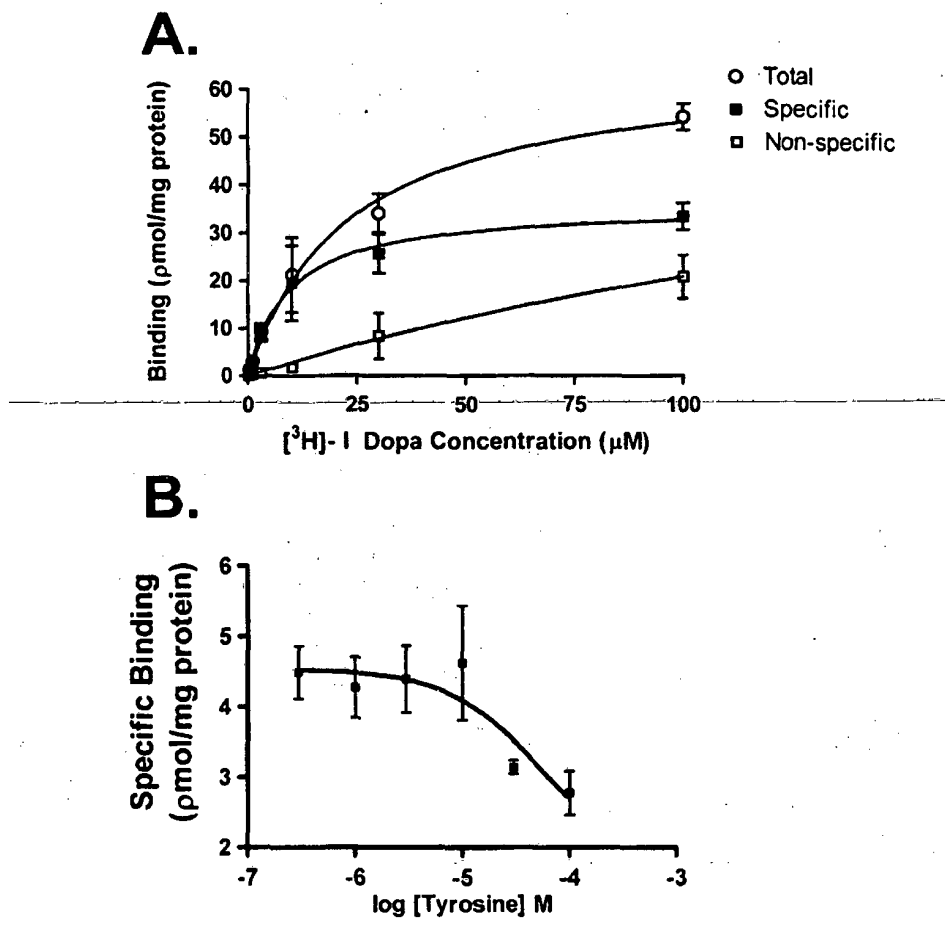 A.
Binding (ρmol/mg protein)
60
50
40
30
20
10
0
0 25 50 75 100
[³H]- l Dopa Concentration (μM)
Total
Specific
Non-specific
B.
Specific Binding
(ρmol/mg protein)
6
5
4
3
2
-7 -6 -5 -4 -3
log [Tyrosine] M